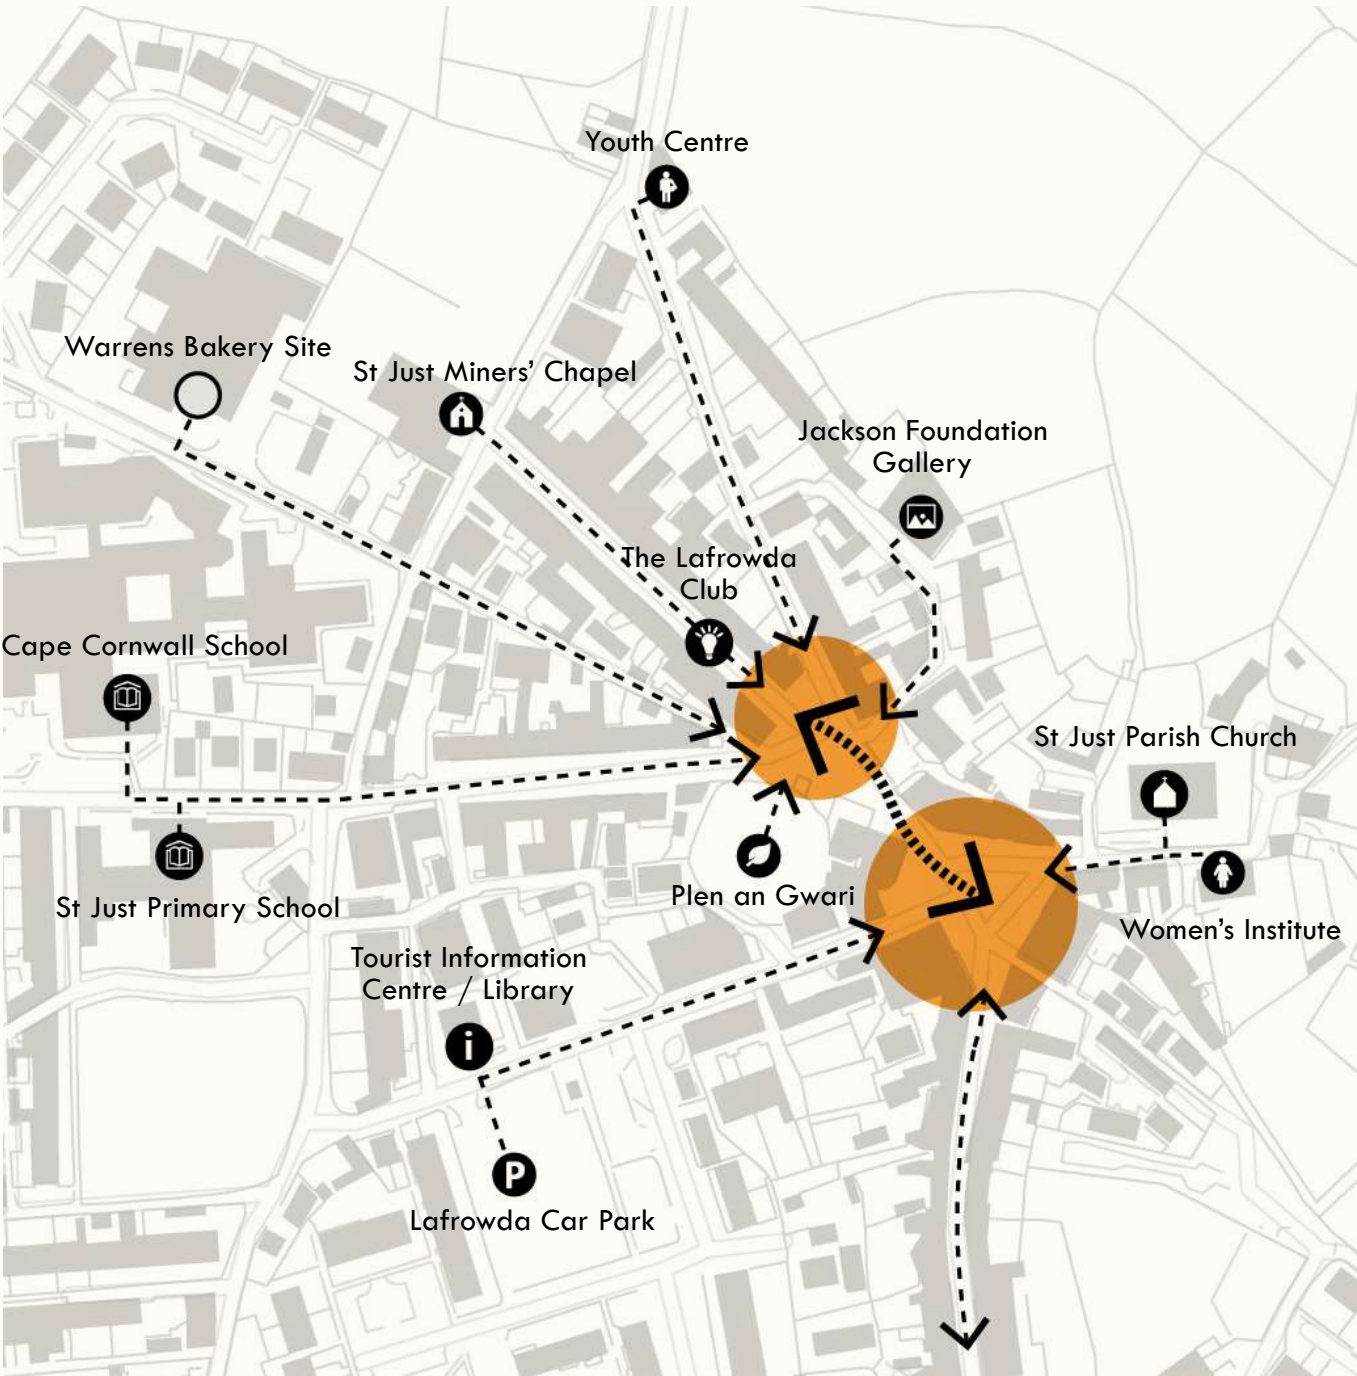 Youth Centre
Warrens Bakery Site
St Just Miners’ Chapel
Jackson Foundation
Gallery
The Lafrowda
Club
Cape Cornwall School
St Just Parish Church
Plen an Gwari
St Just Primary School
Women’s Institute
Tourist Information
Centre / Library
i
P
Lafrowda Car Park